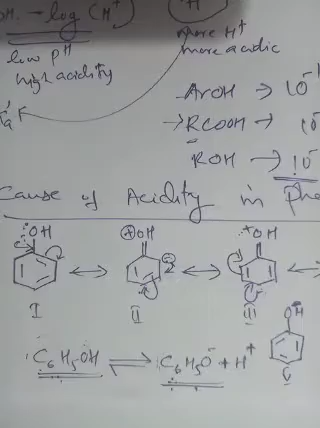 pH. -log (H⁺)
low pH
high acidity
H⁺
more H⁺
more acidic
ArOH → 10⁻
→ RCOOH → 10
ROH → 10⁻
Cause of Acidity in Phe
:OH ⊕OH ⁺OH
I ↔ II ↔ III ↔
OH
C₆H₅OH ⇌ C₆H₅O⁻ + H⁺
V